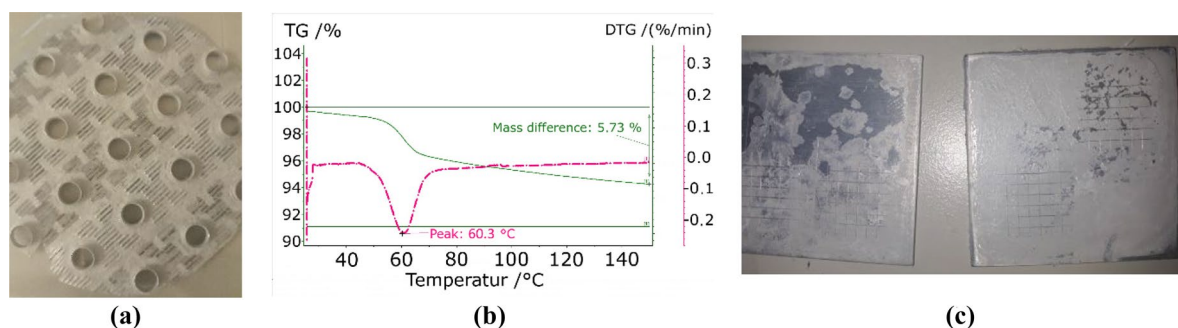 TG /%
DTG /(%/min)
104
102
100
98
96
94
92
90
0.3
0.2
0.1
0.0
-0.1
-0.2
Mass difference: 5.73 %
Peak: 60.3 °C
40 60 80 100 120 140
Temperatur /°C
(a)
(b)
(c)